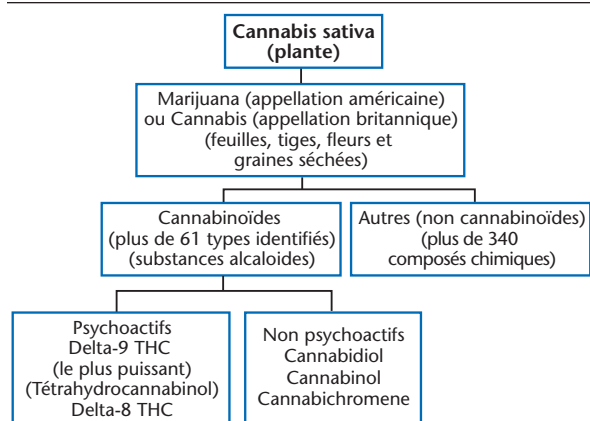 Cannabis sativa
(plante)
Marijuana (appellation américaine)
ou Cannabis (appellation britannique)
(feuilles, tiges, fleurs et
graines séchées)
Cannabinoïdes
(plus de 61 types identifiés)
(substances alcaloides)
Autres (non cannabinoïdes)
(plus de 340
composés chimiques)
Psychoactifs
Delta-9 THC
(le plus puissant)
(Tétrahydrocannabinol)
Delta-8 THC
Non psychoactifs
Cannabidiol
Cannabinol
Cannabichromene